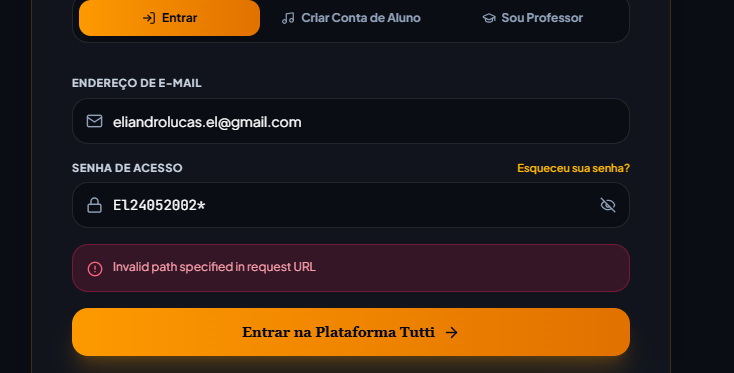 Entrar
Criar Conta de Aluno
Sou Professor
ENDEREÇO DE E-MAIL
eliandrolucas.el@gmail.com
SENHA DE ACESSO
Esqueceu sua senha?
El24052002*
Invalid path specified in request URL
Entrar na Plataforma Tutti →